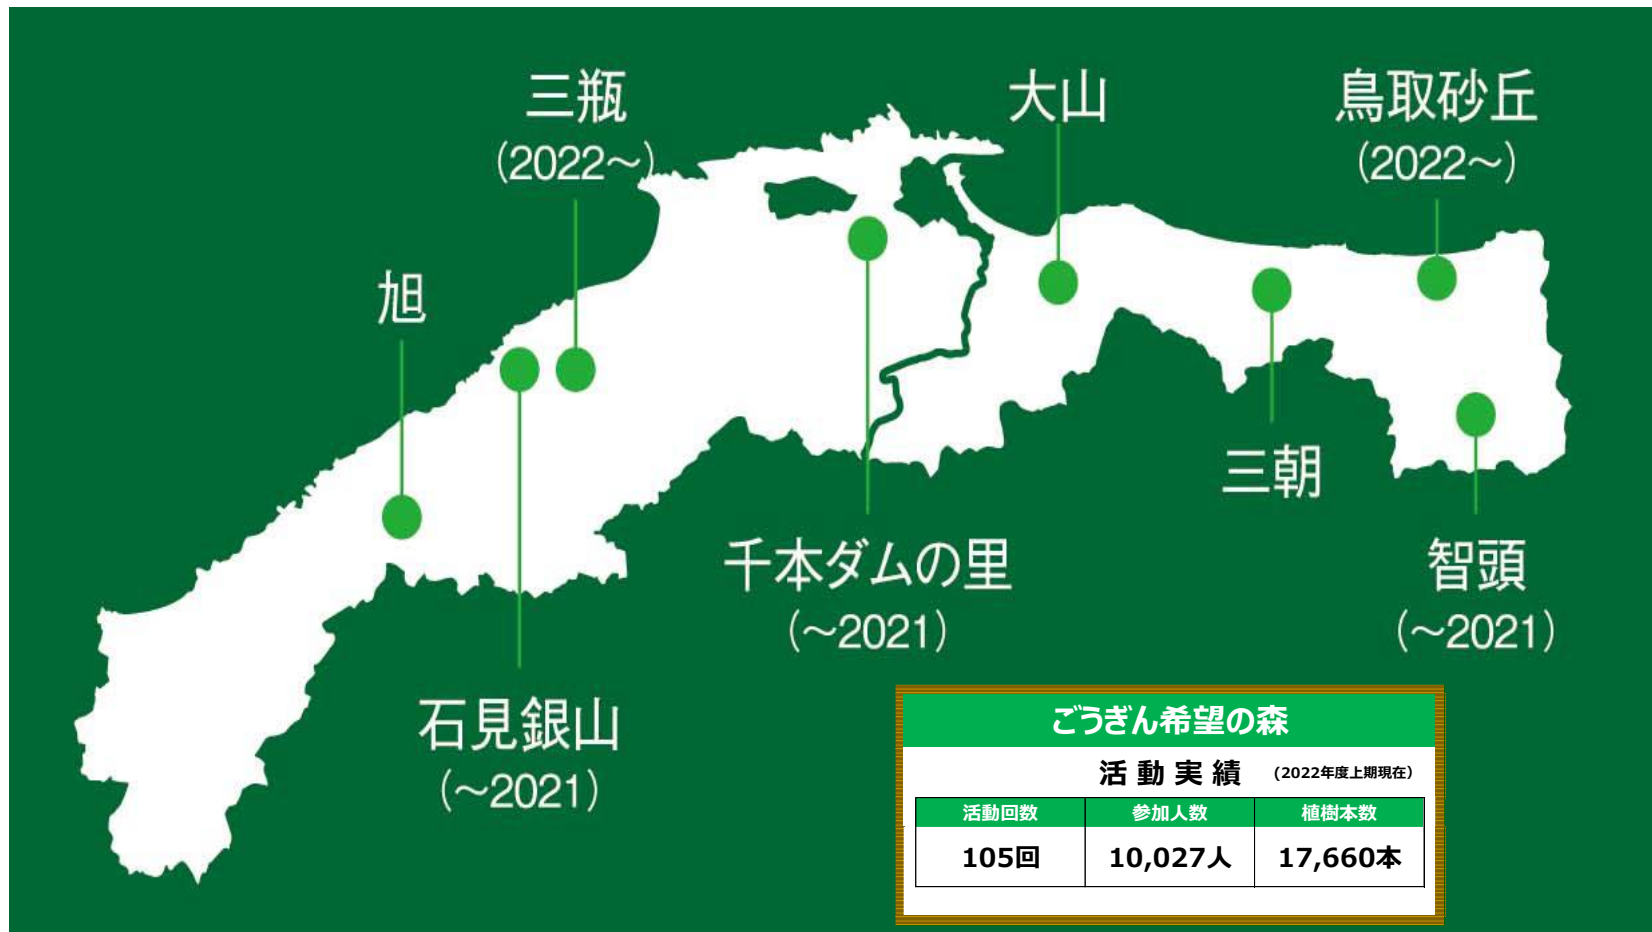 三瓶
(2022～)
大山
鳥取砂丘
(2022～)
旭
三朝
千本ダムの里
(～2021)
智頭
(～2021)
石見銀山
(～2021)
ごうぎん希望の森
活動実績 (2022年度上期現在)
活動回数 参加人数 植樹本数
105回 10,027人 17,660本